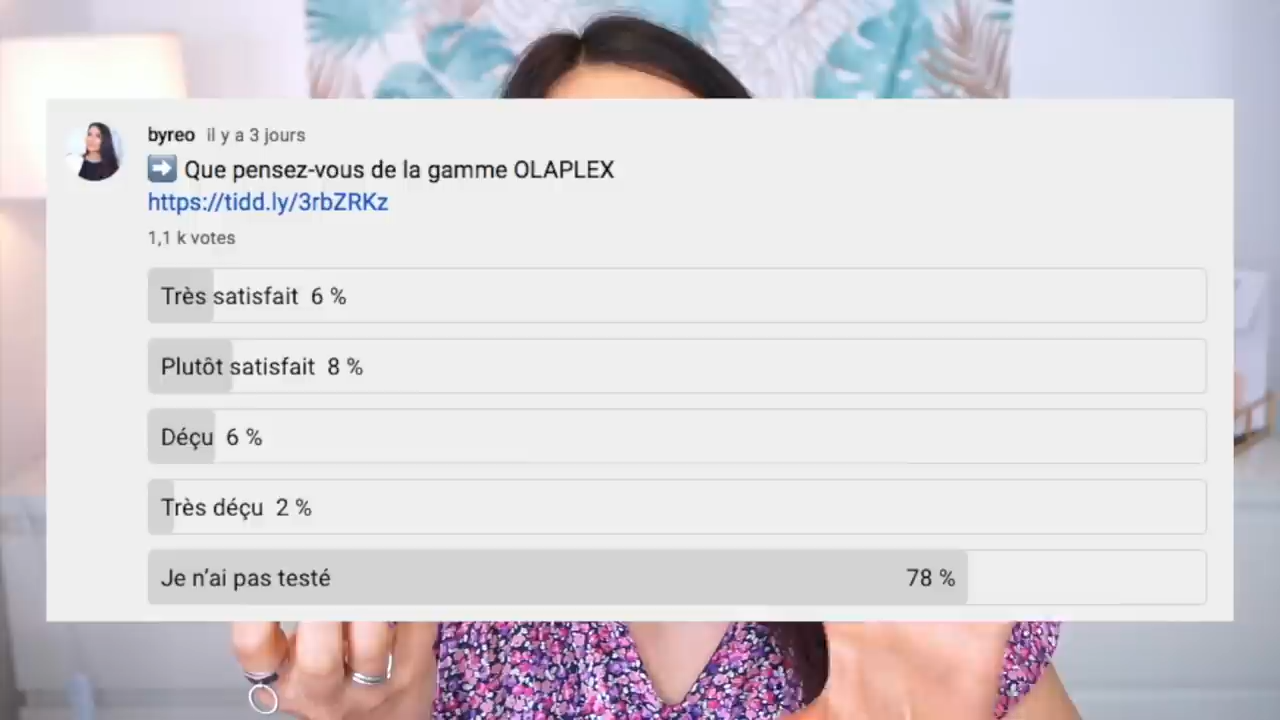 byreo il y a 3 jours
➡️ Que pensez-vous de la gamme OLAPLEX
https://tidd.ly/3rbZRKz
1,1 k votes
Très satisfait 6 %
Plutôt satisfait 8 %
Déçu 6 %
Très déçu 2 %
Je n’ai pas testé 78 %